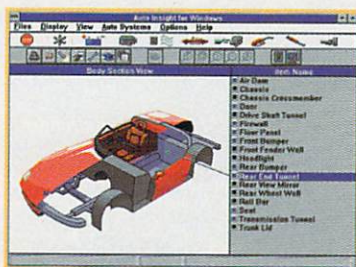 Auto Insight for Windows
Files Display View Auto Systems Options Help
Body Section View
Item Name
Air Dam
Chassis
Chassis Crossmember
Door
Drive Shaft Tunnel
Firewall
Floor Panel
Front Bumper
Front Fender Wall
Headlight
Rear Bumper
Rear End Tunnel
Rear View Mirror
Rear Wheel Wall
Roll Bar
Seat
Transmission Tunnel
Trunk Lid